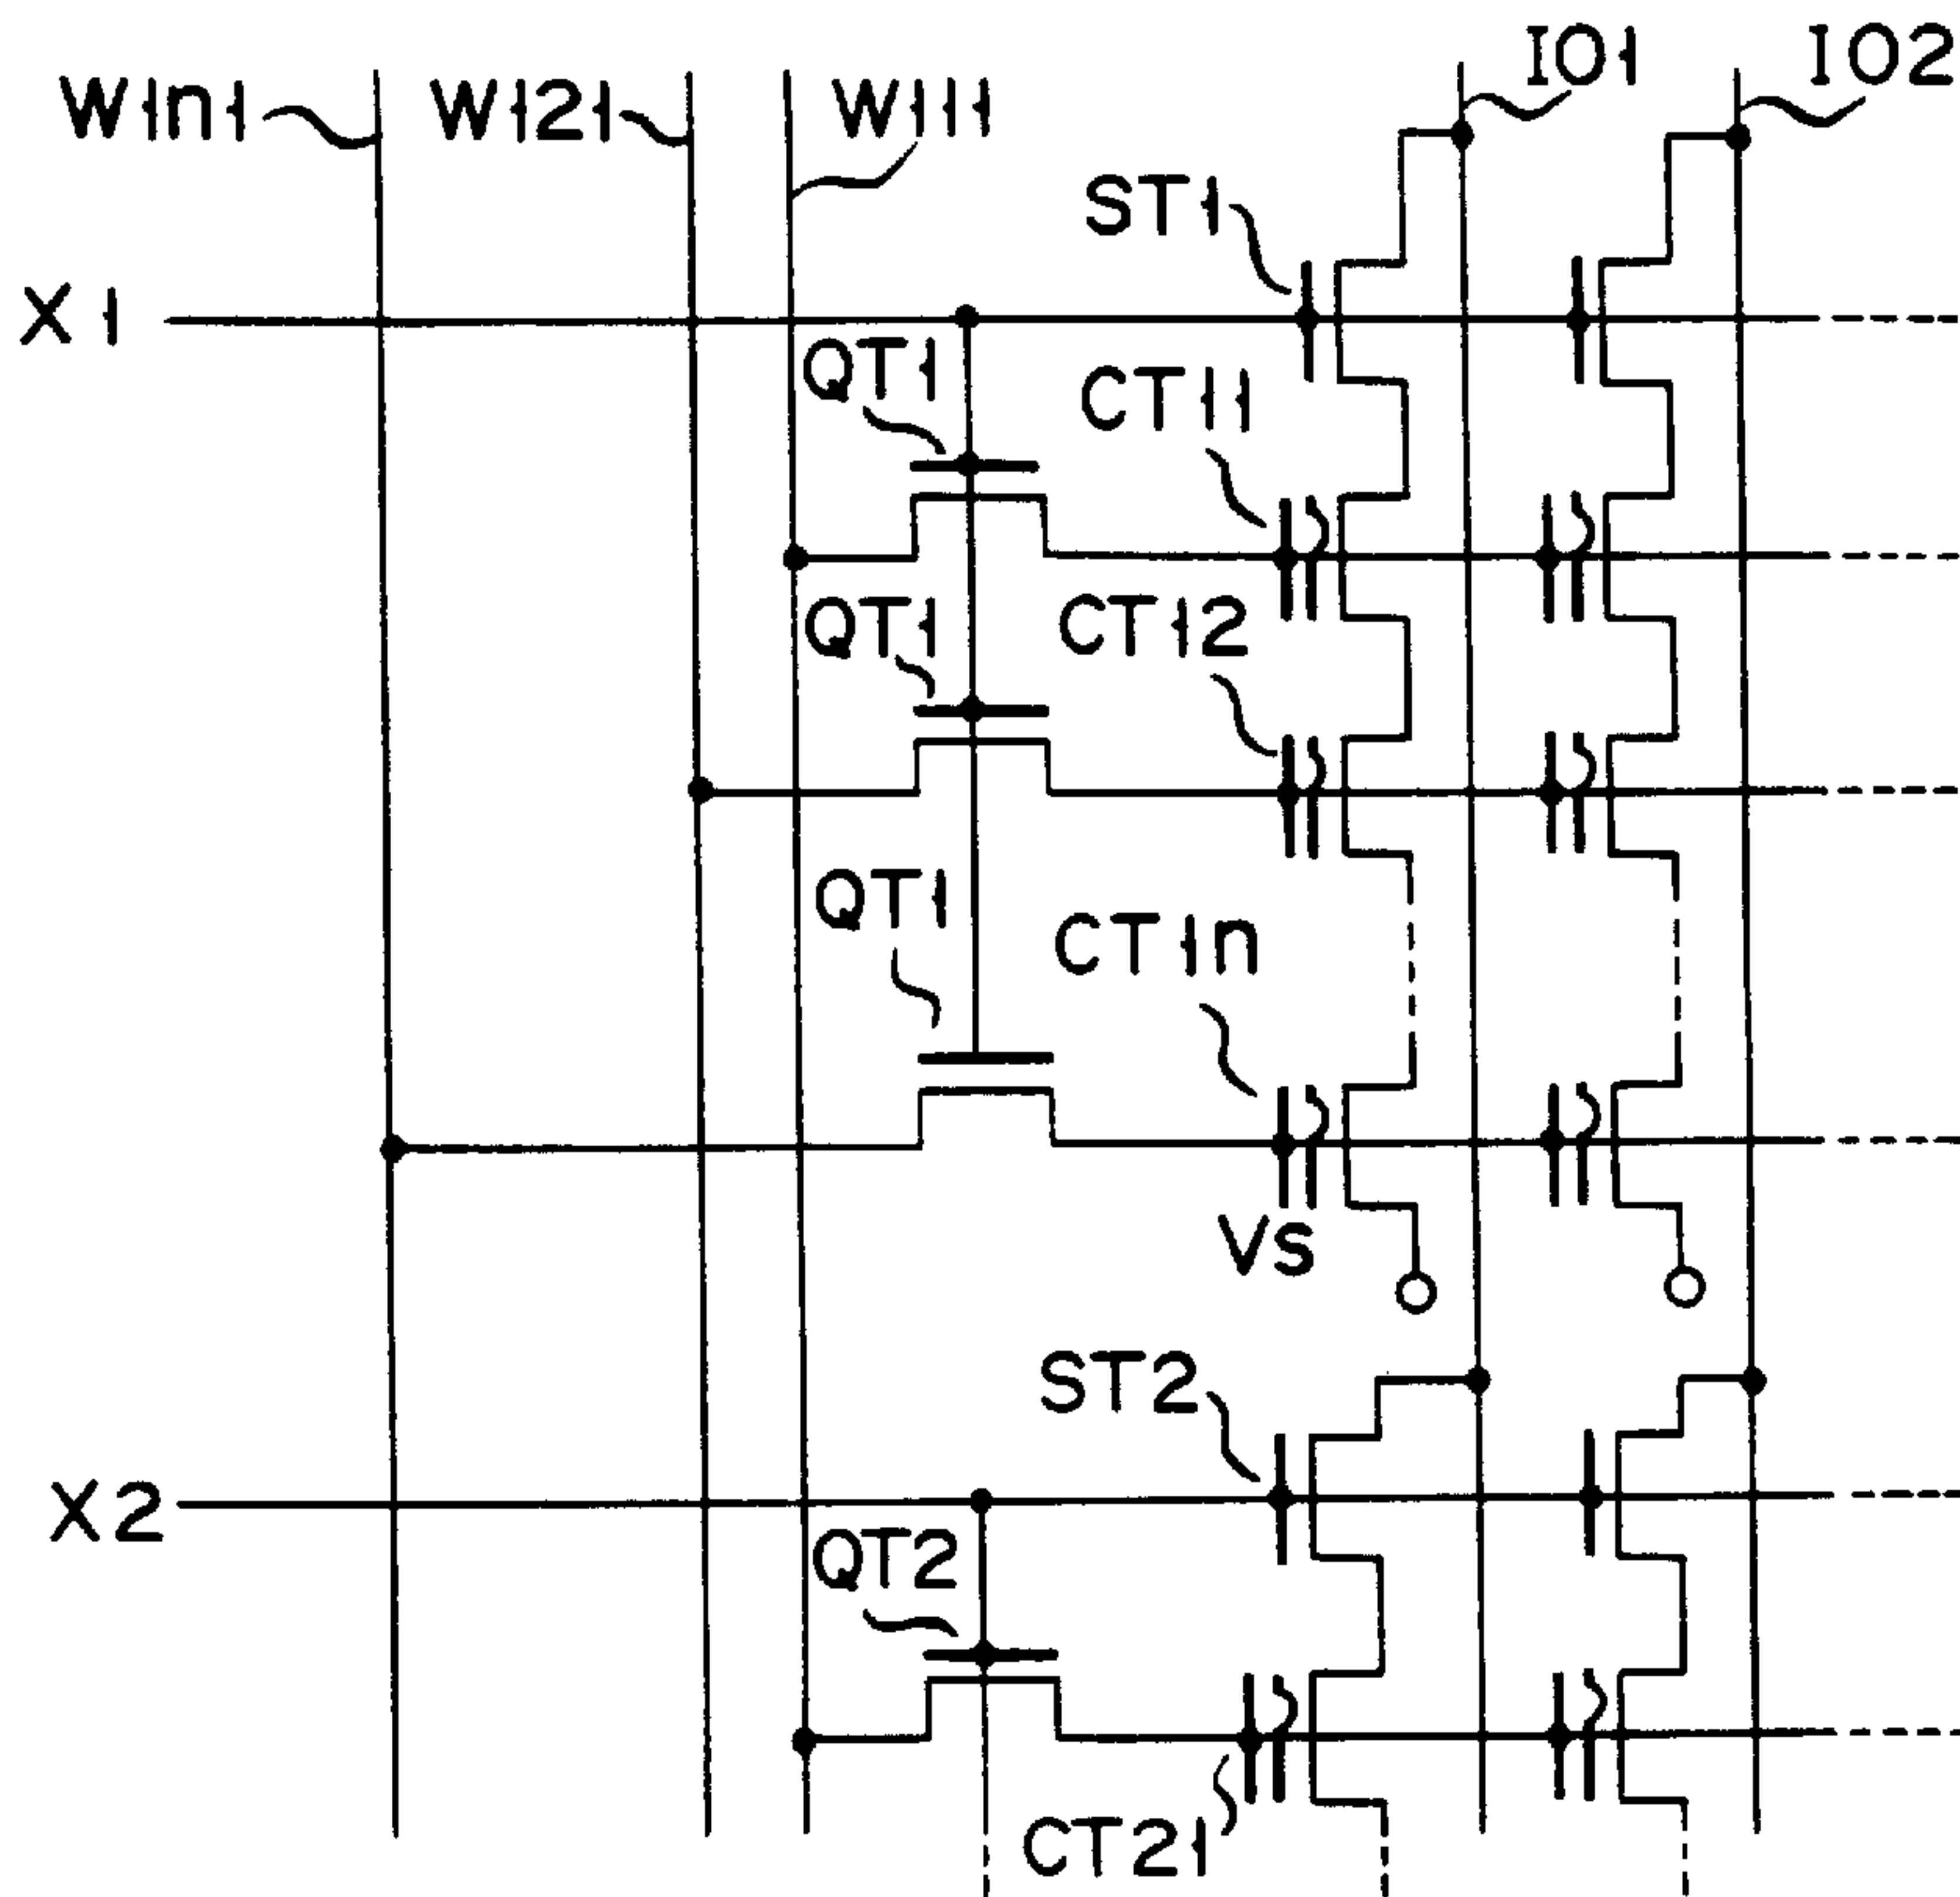 W1n1 W121 W111 IO1 IO2
ST1
X1
QT1 CT11
QT1 CT12
QT1 CT1n
VS
ST2
X2
QT2
CT21